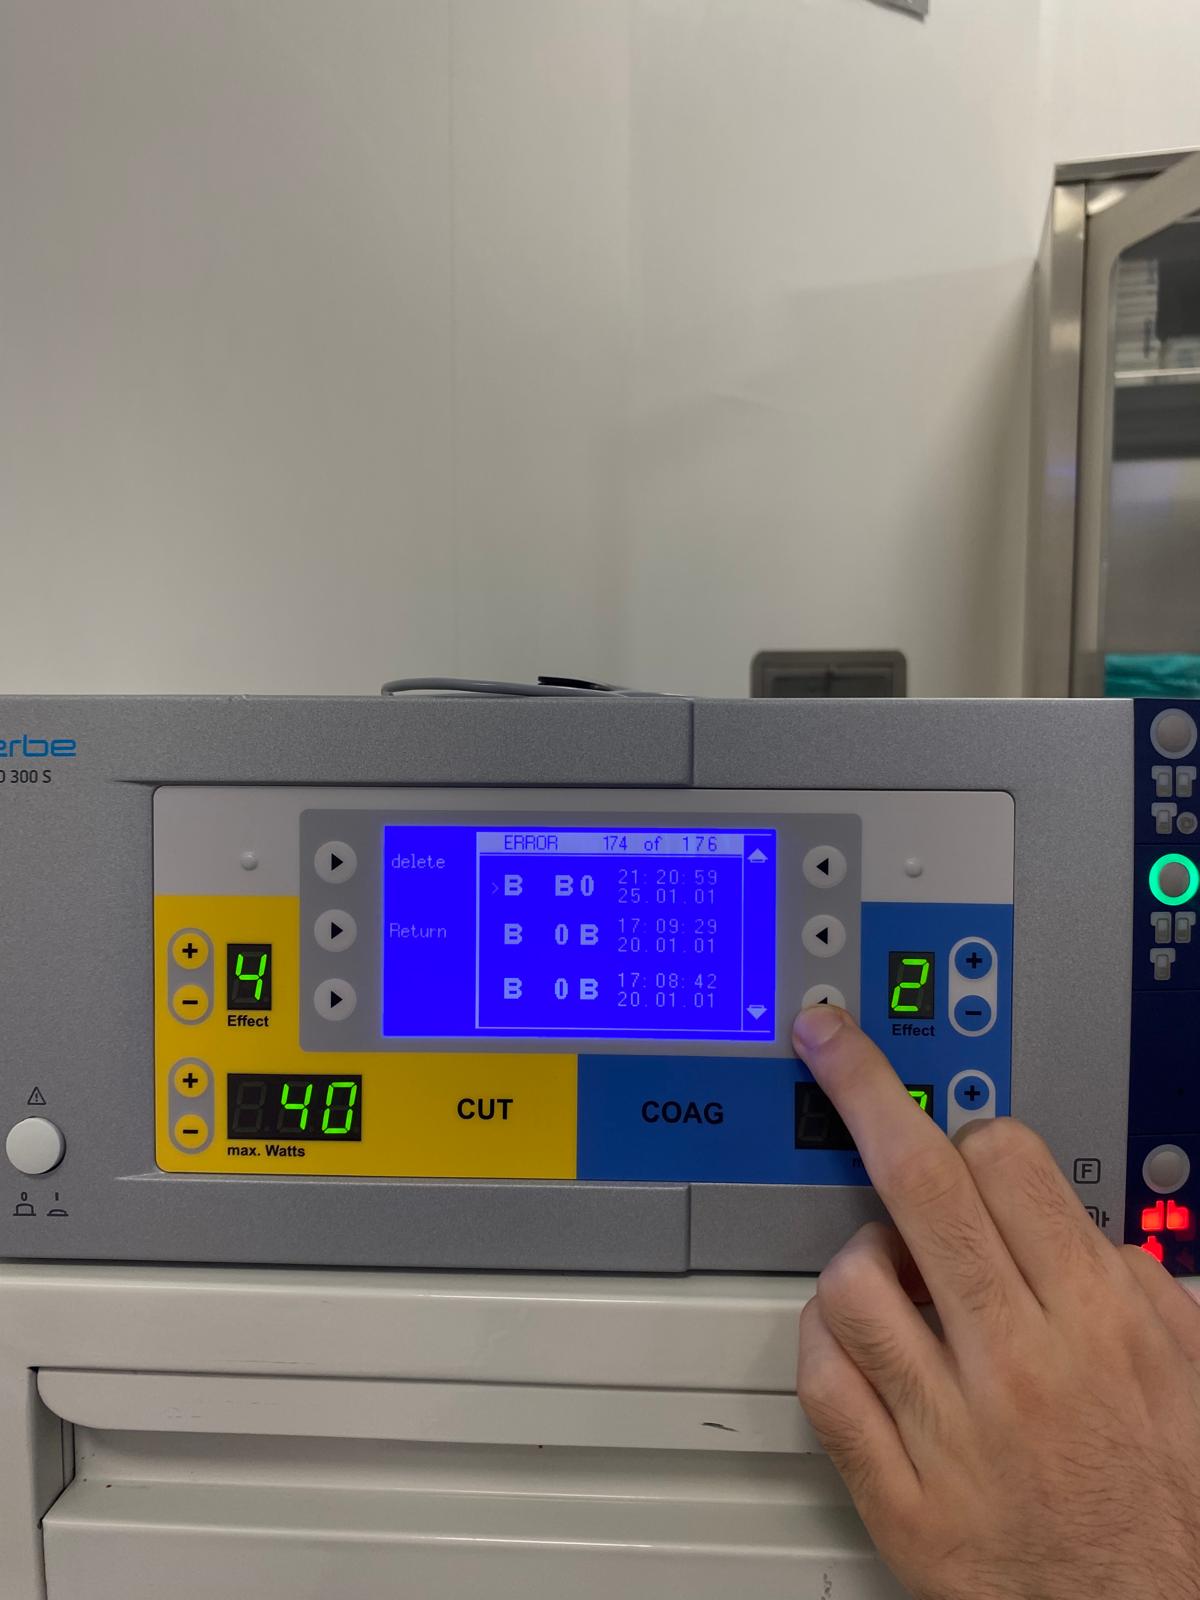 erbe
300 S
delete
Return
ERROR 174 of 176
>B B0 21:20:59
25.01.01
B 0B 17:09:29
20.01.01
B 0B 17:08:42
20.01.01
+
4
−
Effect
+
2
−
Effect
+
40
−
max. Watts
CUT
COAG
+
0 I
F